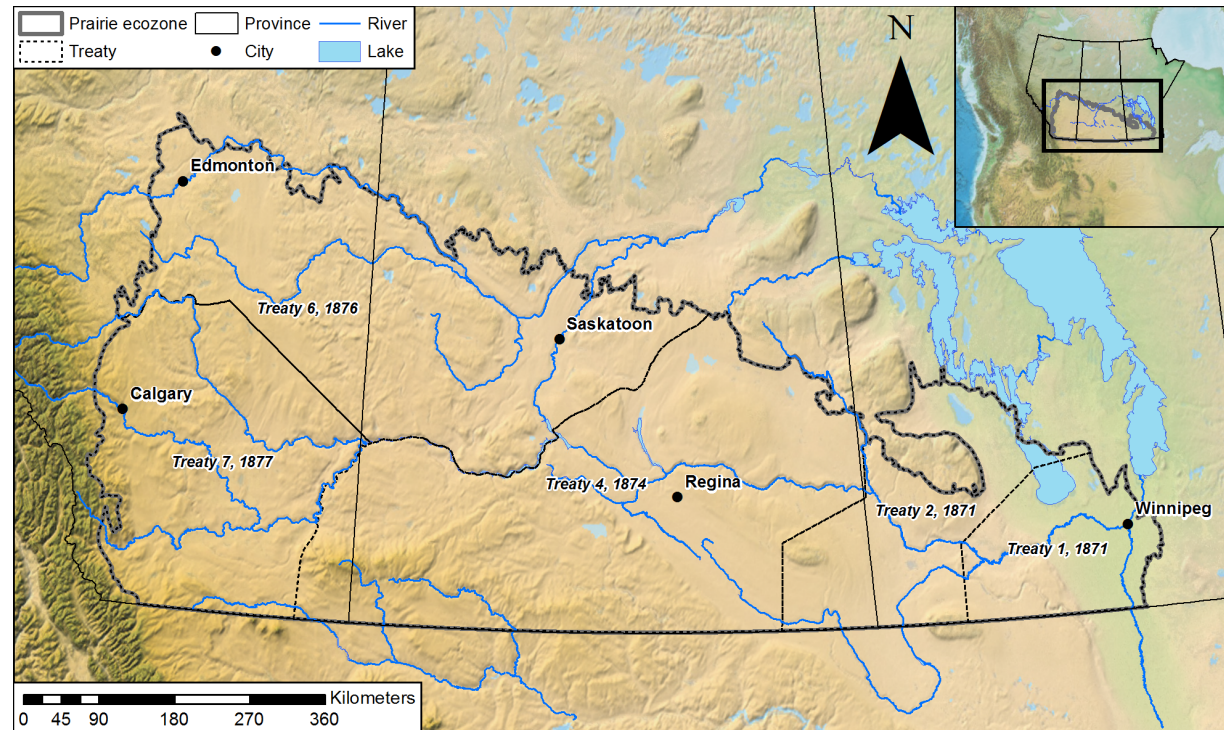 Prairie ecozone Province River
Treaty City Lake
N
Edmonton
Treaty 6, 1876
Saskatoon
Calgary
Treaty 7, 1877
Treaty 4, 1874
Regina
Treaty 2, 1871
Winnipeg
Treaty 1, 1871
Kilometers
0 45 90 180 270 360